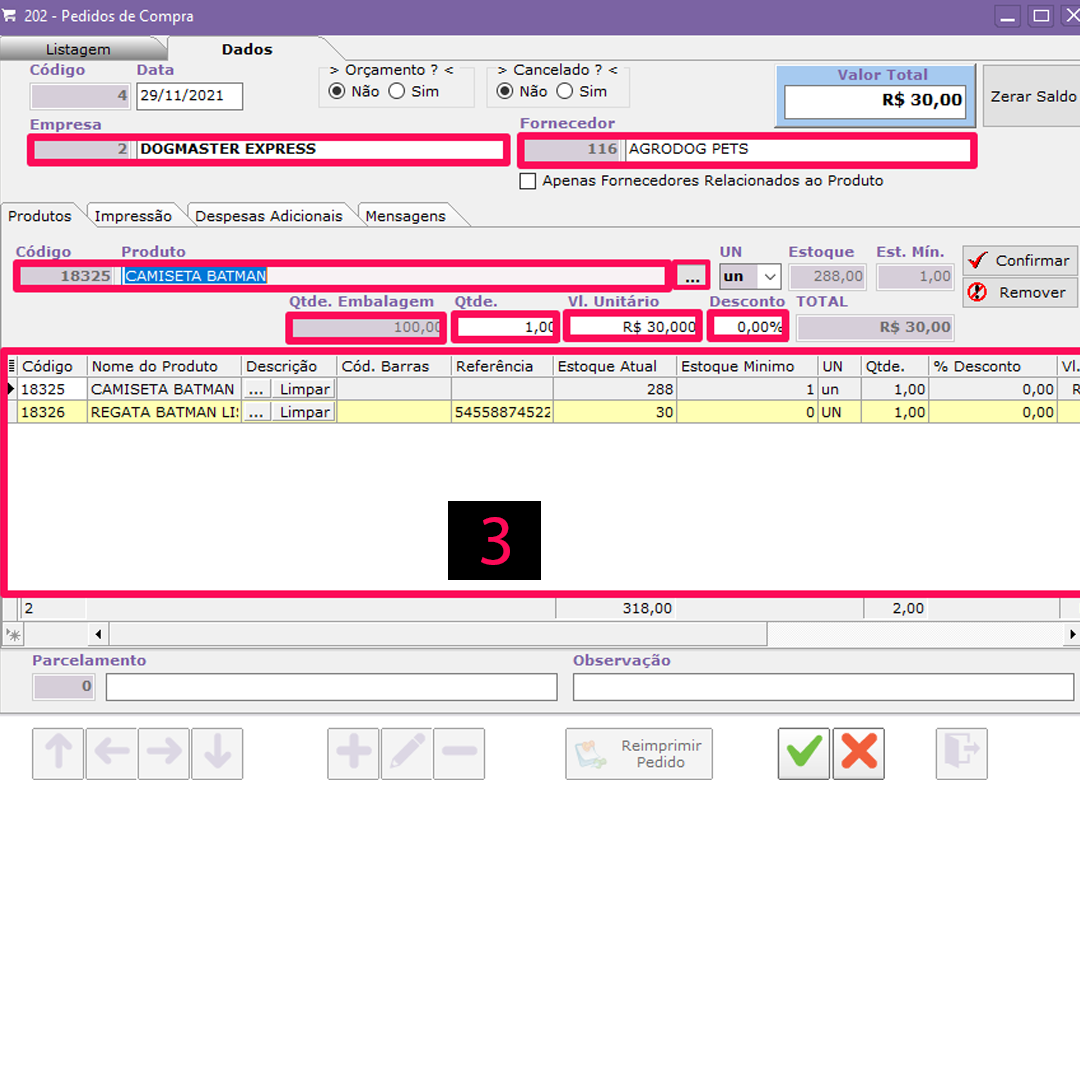 202 - Pedidos de Compra
Listagem Dados
Código Data > Orçamento ? < > Cancelado ? < Valor Total
4 29/11/2021 Não Sim Não Sim R$ 30,00 Zerar Saldo
Empresa Fornecedor
2 DOGMASTER EXPRESS 116 AGRODOG PETS
Apenas Fornecedores Relacionados ao Produto
Produtos Impressão Despesas Adicionais Mensagens
Código Produto UN Estoque Est. Mín.
18325 CAMISETA BATMAN ... un 288,00 1,00 Confirmar
Remover
Qtde. Embalagem Qtde. Vl. Unitário Desconto TOTAL
100,00 1,00 R$ 30,000 0,00% R$ 30,00
Código Nome do Produto Descrição Cód. Barras Referência Estoque Atual Estoque Minimo UN Qtde. % Desconto Vl.
18325 CAMISETA BATMAN ... Limpar 288 1 un 1,00 0,00 R
18326 REGATA BATMAN LI ... Limpar 54558874522 30 0 UN 1,00 0,00
3
2 318,00 2,00
Parcelamento Observação
0
Reimprimir
Pedido